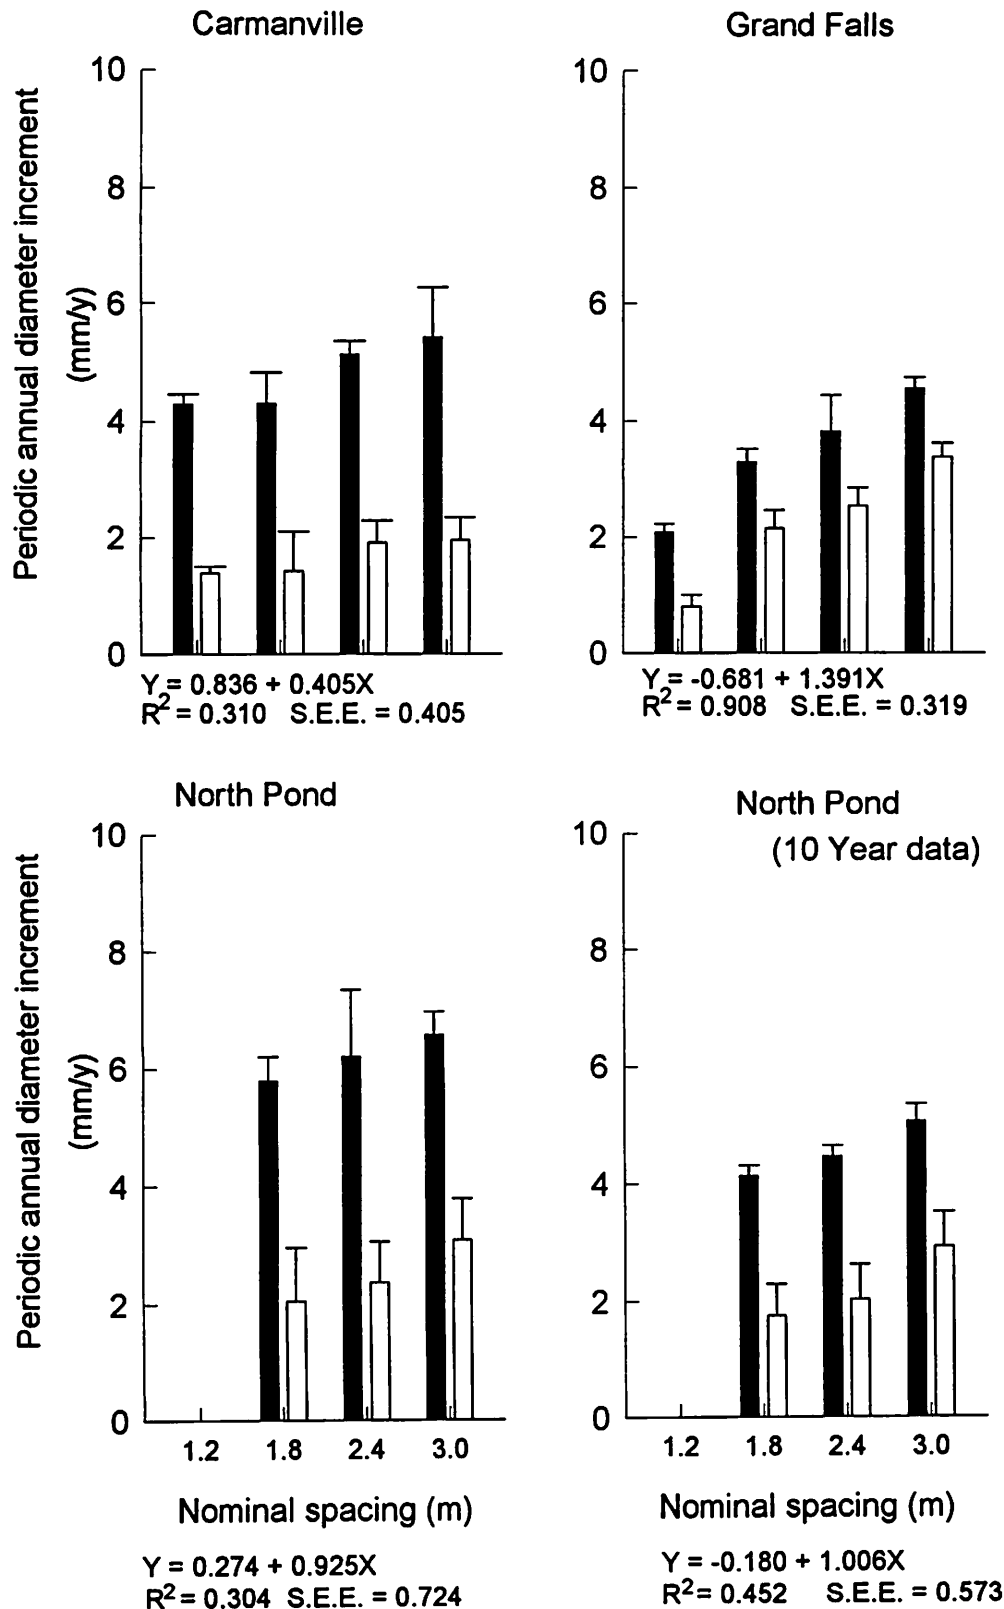 Carmanville
Grand Falls
Periodic annual diameter increment
(mm/y)
10
8
6
4
2
0
10
8
6
4
2
0
Y = 0.836 + 0.405X
R² = 0.310 S.E.E. = 0.405
Y = -0.681 + 1.391X
R² = 0.908 S.E.E. = 0.319
North Pond
North Pond
(10 Year data)
Periodic annual diameter increment
(mm/y)
10
8
6
4
2
0
1.2 1.8 2.4 3.0
Nominal spacing (m)
10
8
6
4
2
0
1.2 1.8 2.4 3.0
Nominal spacing (m)
Y = 0.274 + 0.925X
R² = 0.304 S.E.E. = 0.724
Y = -0.180 + 1.006X
R² = 0.452 S.E.E. = 0.573